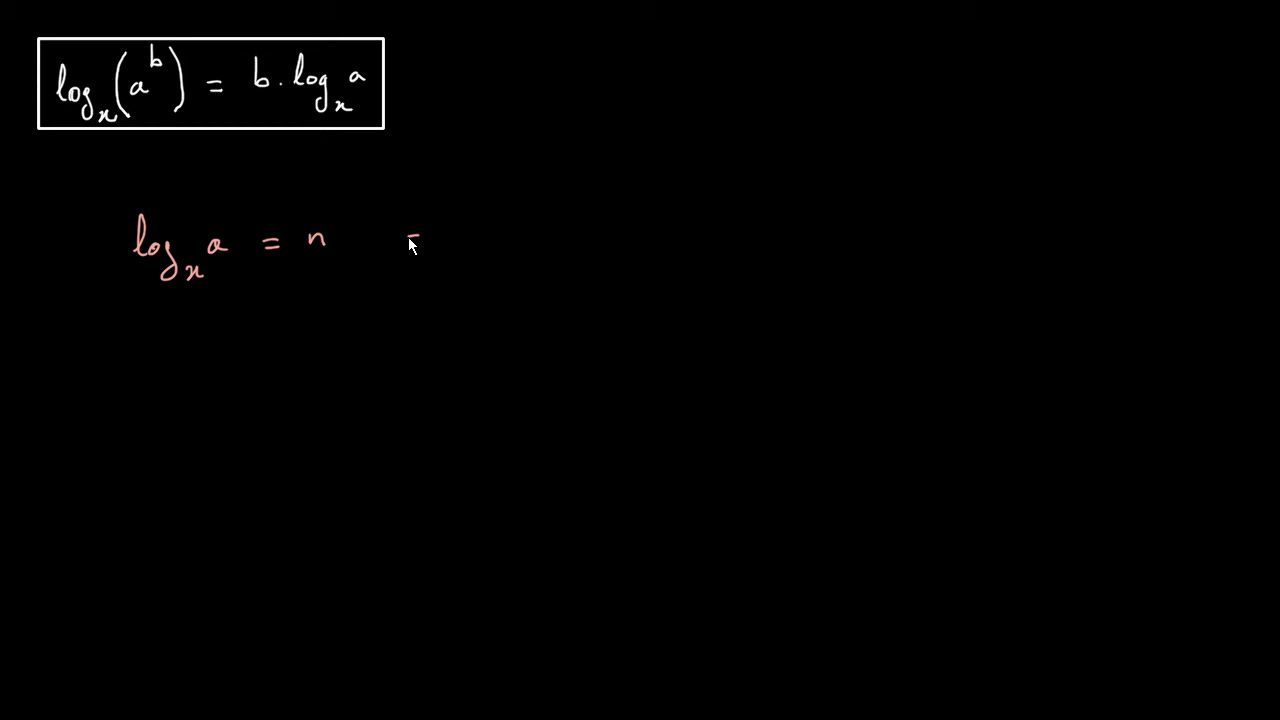 log_x(a^b) = b . log_x a
log_x a = n =